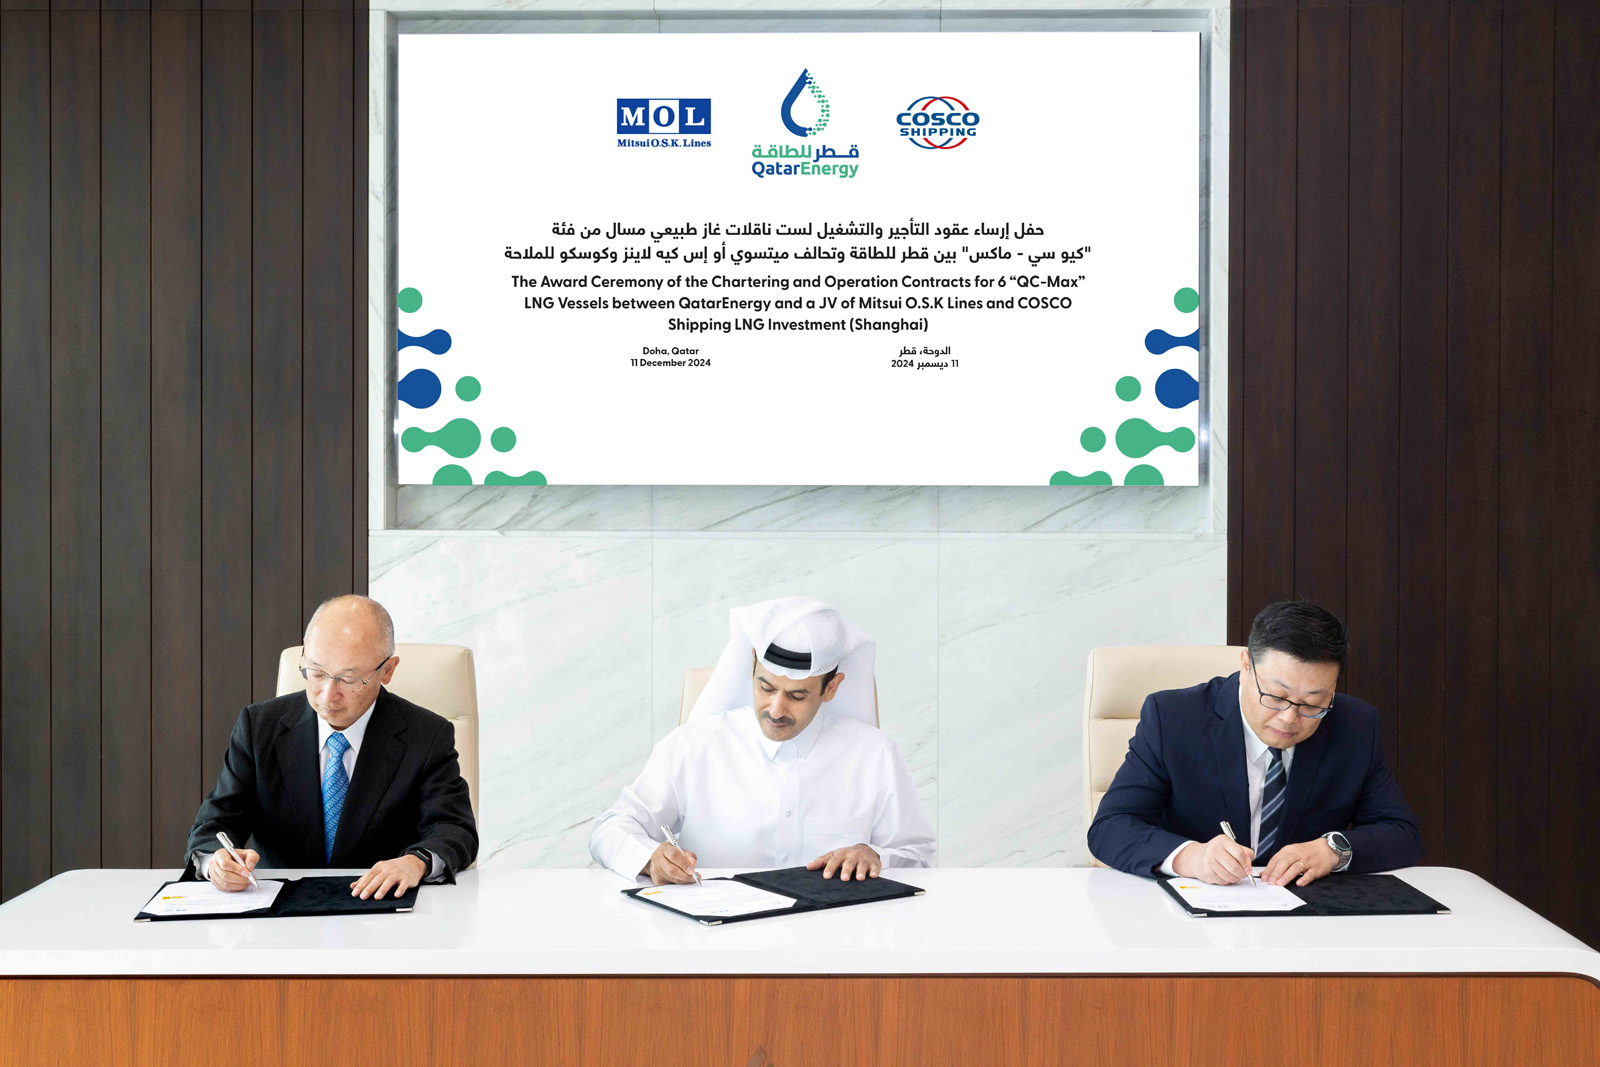 MOL
Mitsui O.S.K. Lines
قطر للطاقة
QatarEnergy
COSCO
SHIPPING
حفل إرساء عقود التأجير والتشغيل لست ناقلات غاز طبيعي مسال من فئة
"كيو سي - ماكس" بين قطر للطاقة وتحالف ميتسوي أو إس كيه لاينز وكوسكو للملاحة
The Award Ceremony of the Chartering and Operation Contracts for 6 “QC-Max”
LNG Vessels between QatarEnergy and a JV of Mitsui O.S.K Lines and COSCO
Shipping LNG Investment (Shanghai)
Doha, Qatar
11 December 2024
الدوحة، قطر
11 ديسمبر 2024